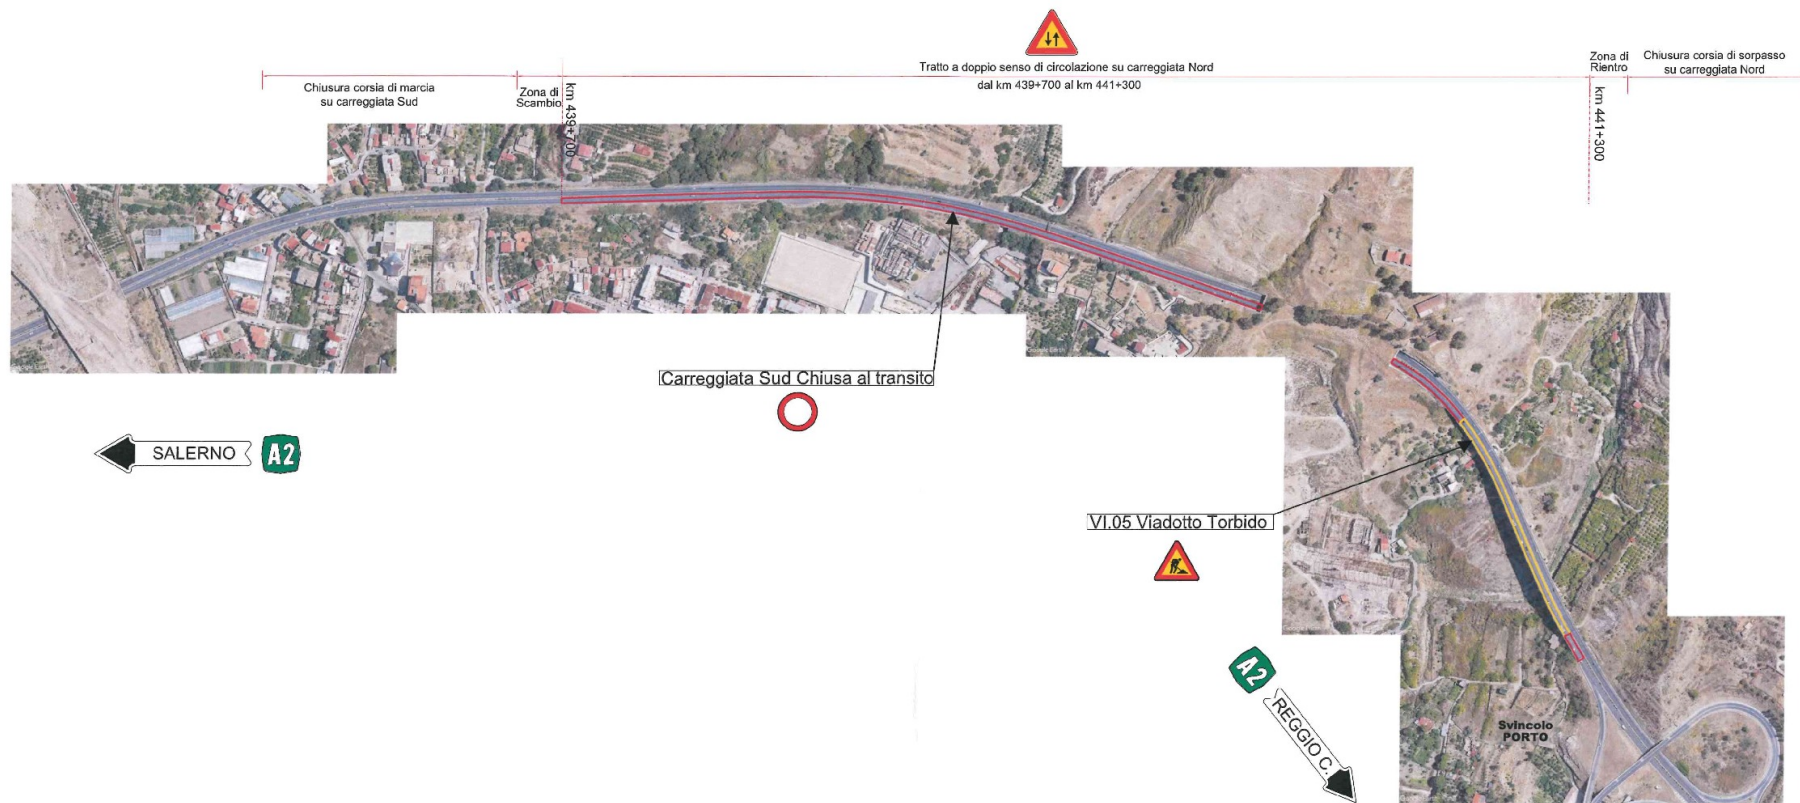 Tratto a doppio senso di circolazione su carreggiata Nord
dal km 439+700 al km 441+300
Chiusura corsia di marcia
su carreggiata Sud
Zona di
Scambio
km 439+700
Zona di
Rientro
km 441+300
Chiusura corsia di sorpasso
su carreggiata Nord
Carreggiata Sud Chiusa al transito
SALERNO
A2
VI.05 Viadotto Torbido
A2
REGGIO C.
Svincolo
PORTO
Google Earth